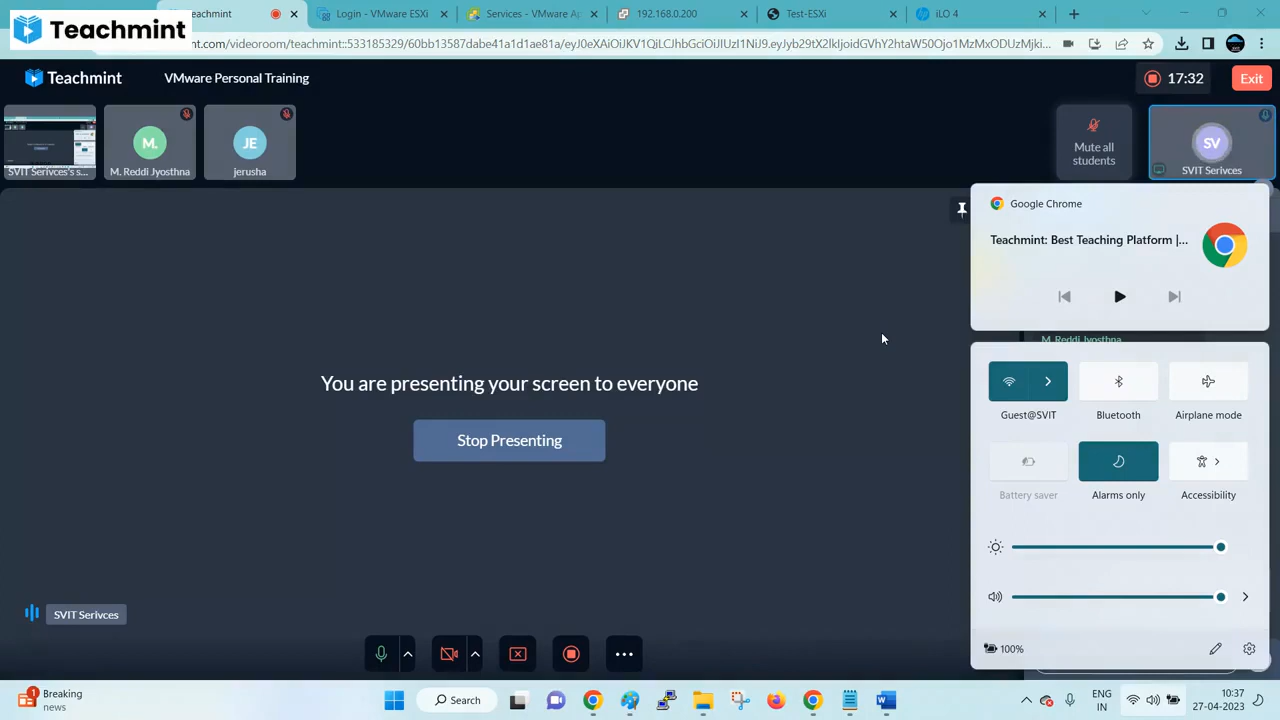 Teachmint
achmint
Login - VMware ESXi
Services - VMware Ap
192.168.0.200
Test-ESXi
iLO 4
nt.com/videoroom/teachmint::533185329/60bb13587dabe41a1d1ae81a/eyJ0eXAiOiJKV1QiLCJhbGciOiJIUzI1NiJ9.eyJyb29tX2lkIjoidGVhY2htaW50Ojo1MzMxODUzMjki...
Teachmint
VMware Personal Training
17:32
Exit
SVIT Serivces's s...
M.
M. Reddi Jyosthna
JE
jerusha
Mute all
students
SV
SVIT Serivces
Google Chrome
Teachmint: Best Teaching Platform |...
M. Reddi Jyosthna
You are presenting your screen to everyone
Stop Presenting
Guest@SVIT
Bluetooth
Airplane mode
Battery saver
Alarms only
Accessibility
SVIT Serivces
100%
1
Breaking
news
Search
ENG
IN
10:37
27-04-2023